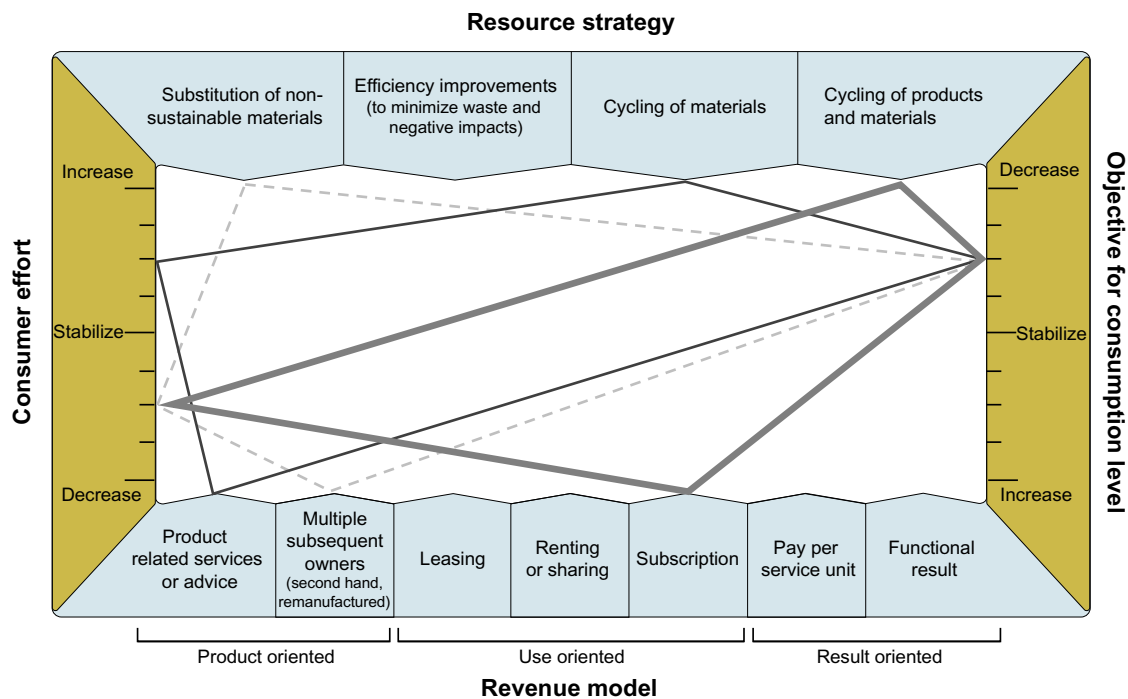 Resource strategy
Substitution of non-
sustainable materials
Efficiency improvements
(to minimize waste and
negative impacts)
Cycling of materials
Cycling of products
and materials
Consumer effort
Increase
Stabilize
Decrease
Objective for consumption level
Decrease
Stabilize
Increase
Product
related services
or advice
Multiple
subsequent
owners
(second hand,
remanufactured)
Leasing
Renting
or sharing
Subscription
Pay per
service unit
Functional
result
Product oriented
Use oriented
Result oriented
Revenue model